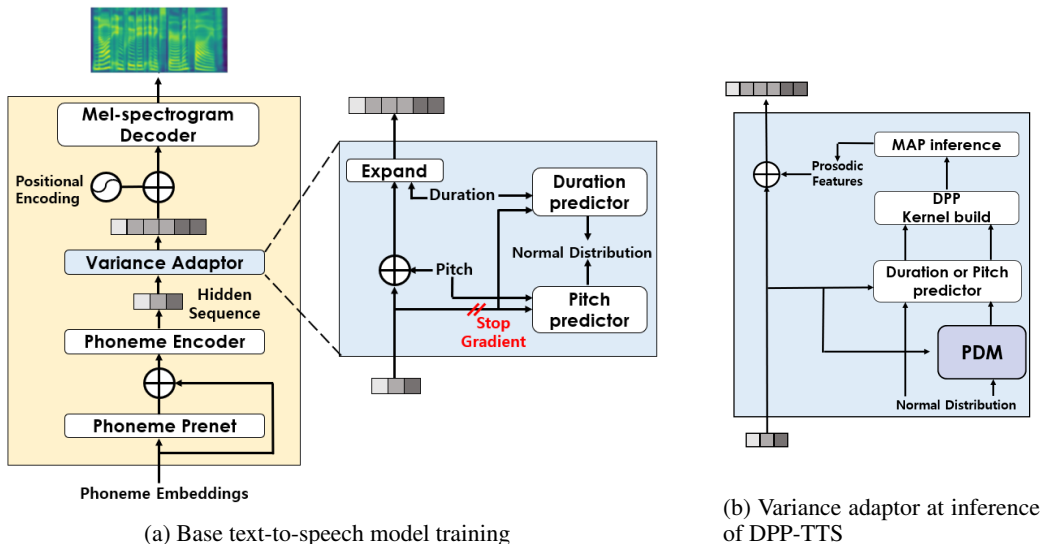 Mel-spectrogram
Decoder
Positional
Encoding
Variance Adaptor
Hidden
Sequence
Phoneme Encoder
Phoneme Prenet
Phoneme Embeddings
Expand
Duration
Duration
predictor
Normal Distribution
Pitch
Pitch
predictor
Stop
Gradient
(a) Base text-to-speech model training
MAP inference
Prosodic
Features
DPP
Kernel build
Duration or Pitch
predictor
PDM
Normal Distribution
(b) Variance adaptor at inference
of DPP-TTS